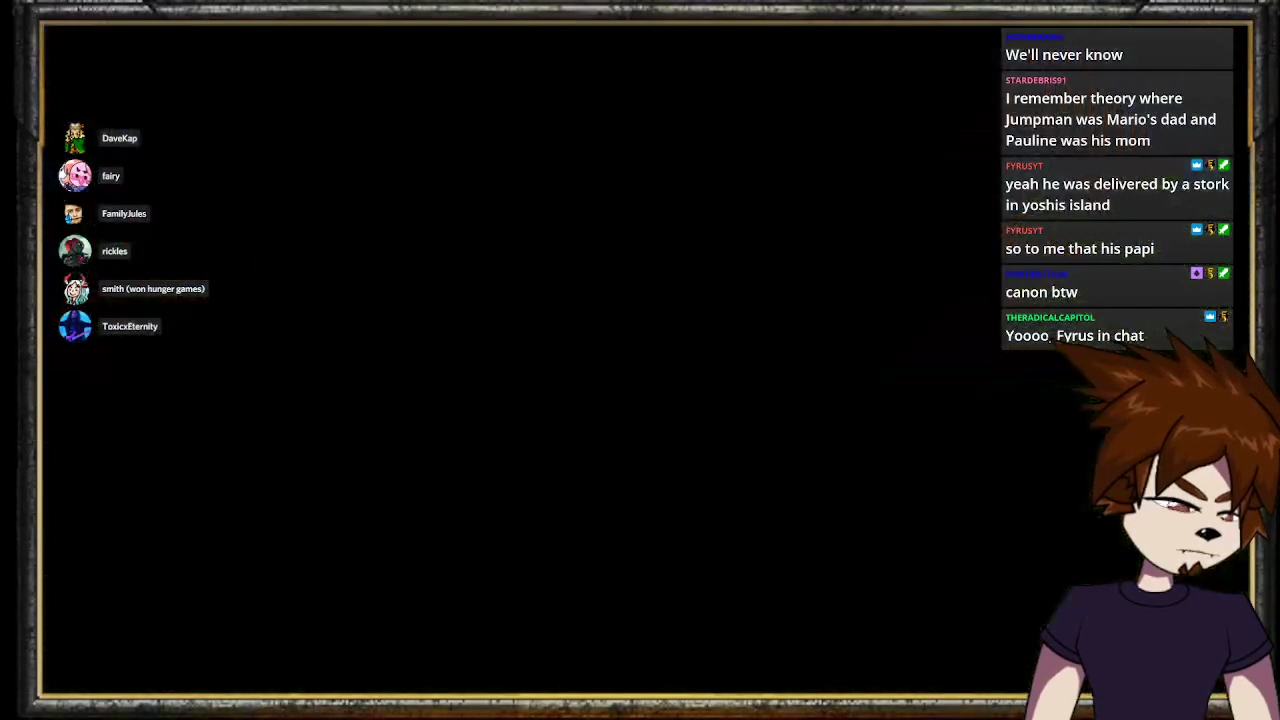 DaveKap
fairy
FamilyJules
rickles
smith (won hunger games)
ToxicxEternity
We'll never know
STARDEBRIS91
I remember theory where
Jumpman was Mario's dad and
Pauline was his mom
FYRUSYT
yeah he was delivered by a stork
in yoshis island
FYRUSYT
so to me that his papi
canon btw
THERADICALCAPITOL
Yoooo, Fyrus in chat